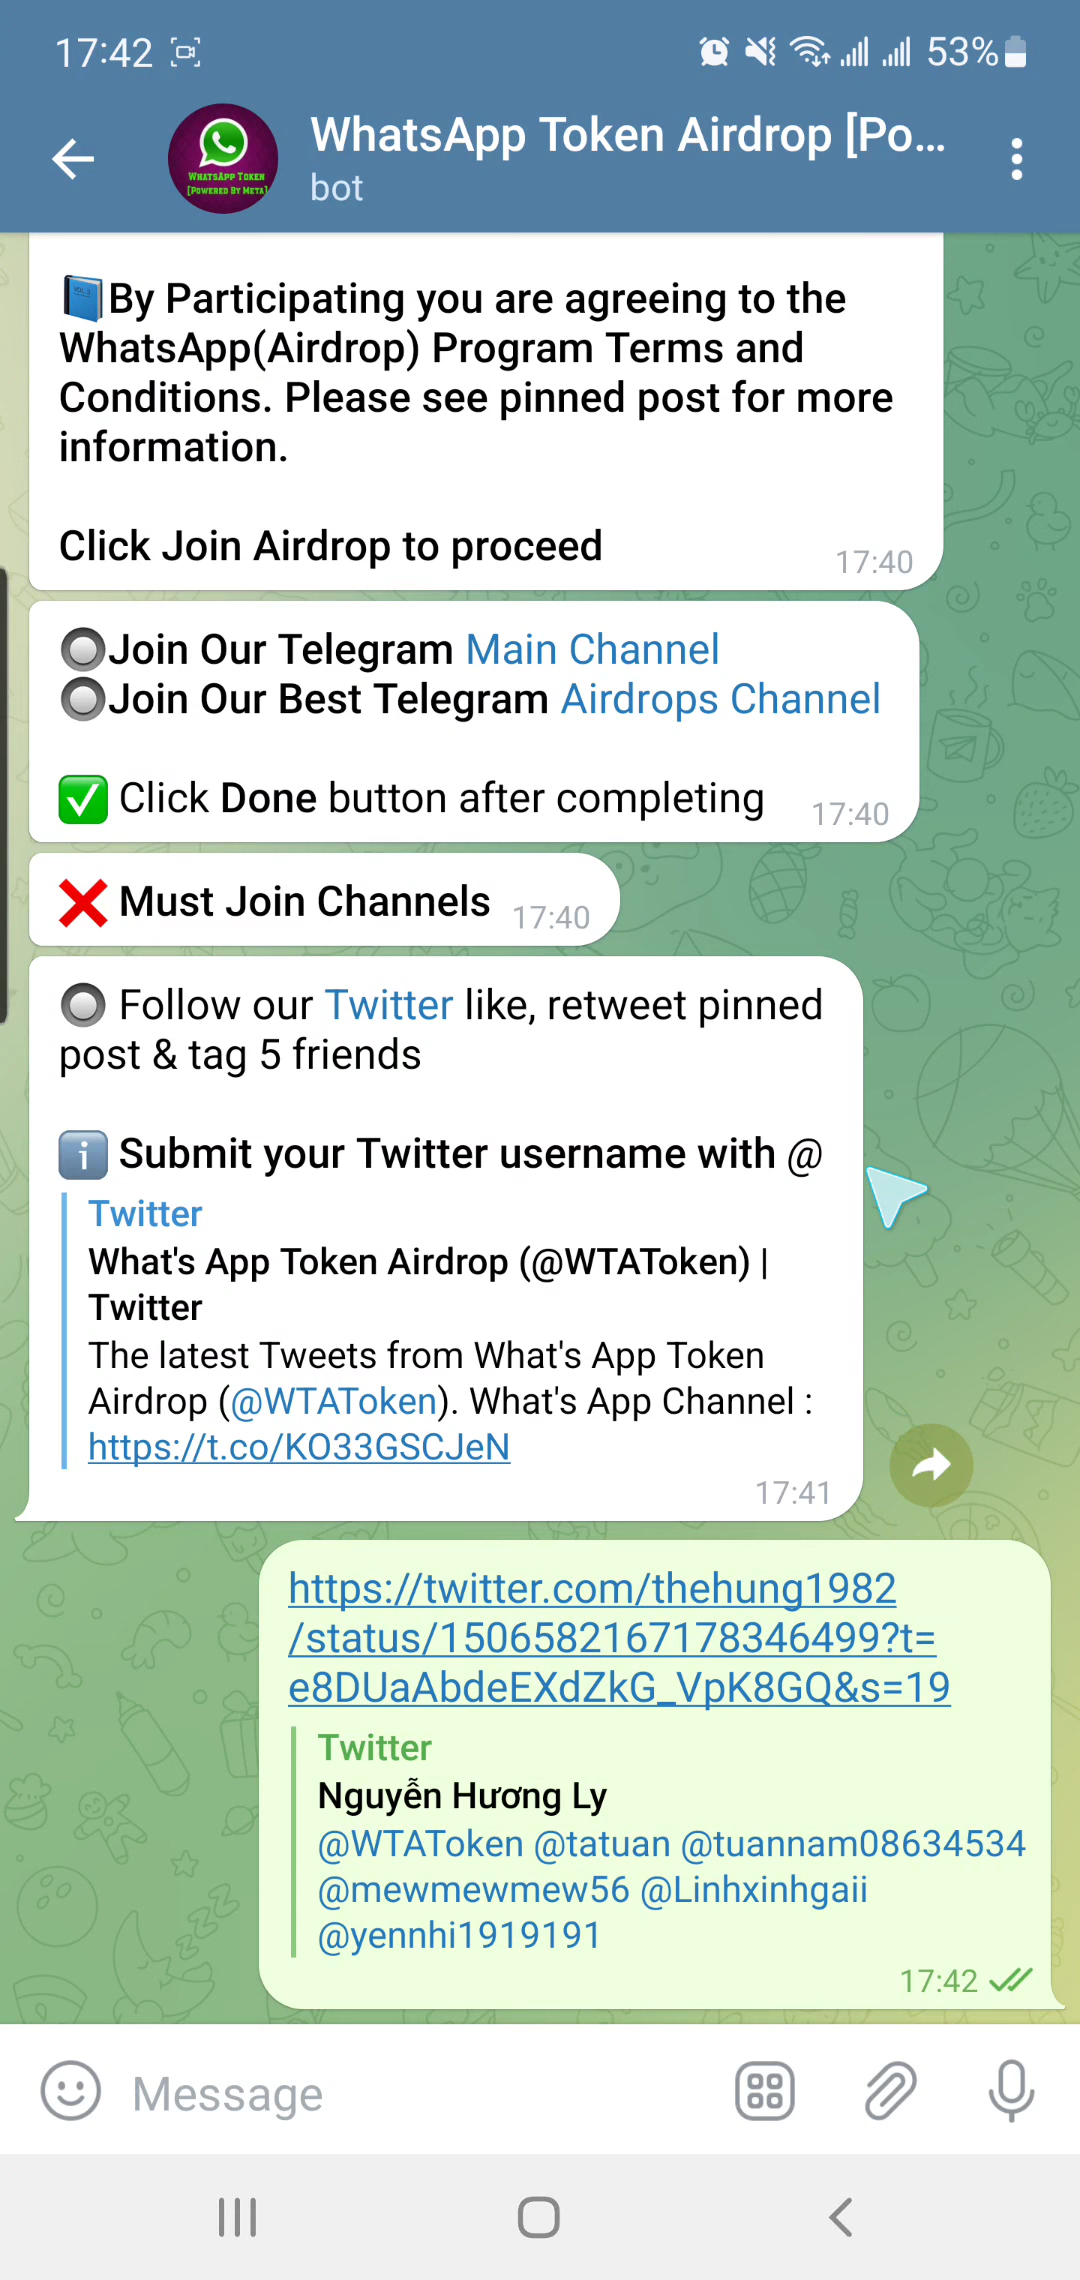 17:42
53%
WhatsApp Token Airdrop [Po...
bot
WHATSAPP TOKEN
[POWERED BY META]
By Participating you are agreeing to the
WhatsApp(Airdrop) Program Terms and
Conditions. Please see pinned post for more
information.
Click Join Airdrop to proceed
17:40
Join Our Telegram Main Channel
Join Our Best Telegram Airdrops Channel
Click Done button after completing
17:40
Must Join Channels
17:40
Follow our Twitter like, retweet pinned
post & tag 5 friends
Submit your Twitter username with @
Twitter
What's App Token Airdrop (@WTAToken) |
Twitter
The latest Tweets from What's App Token
Airdrop (@WTAToken). What's App Channel :
https://t.co/KO33GSCJeN
17:41
https://twitter.com/thehung1982
/status/1506582167178346499?t=
e8DUaAbdeEXdZkG_VpK8GQ&s=19
Twitter
Nguyễn Hương Ly
@WTAToken @tatuan @tuannam08634534
@mewmewmew56 @Linhxinhgaii
@yennhi1919191
17:42
Message